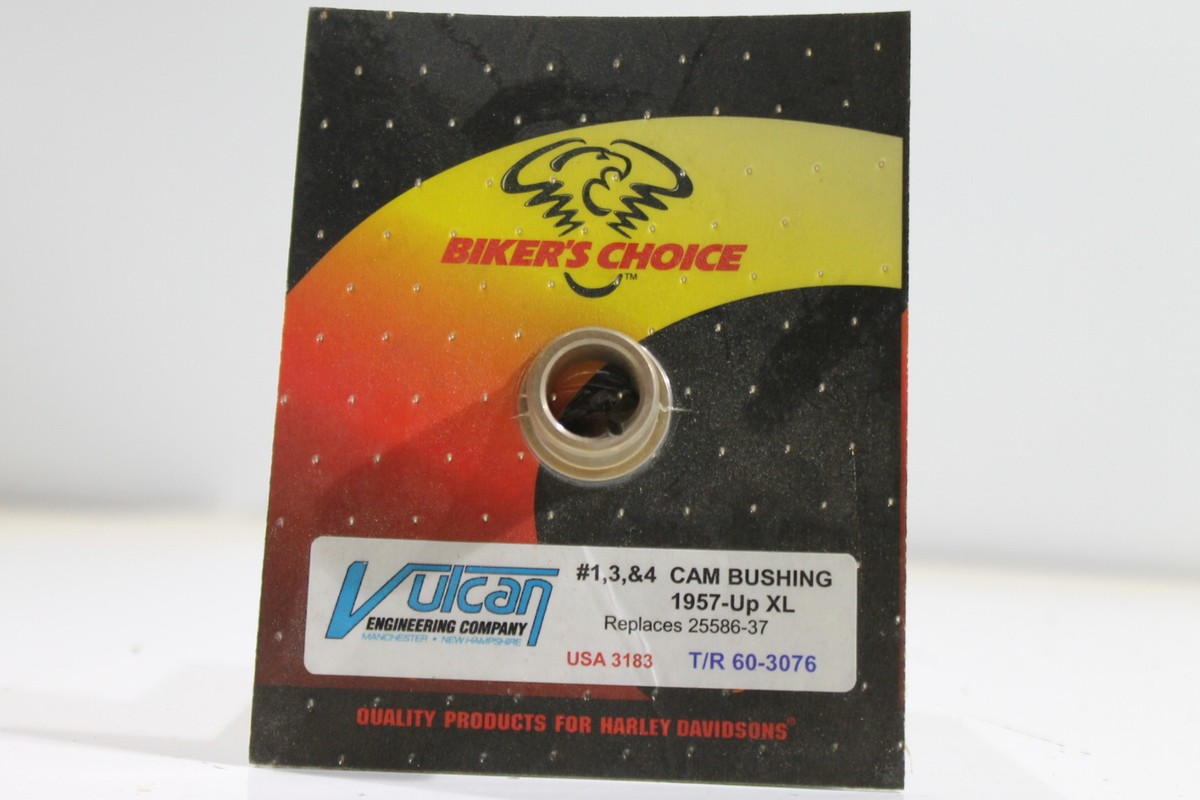 BIKER'S CHOICE
™
Vulcan
ENGINEERING COMPANY
MANCHESTER • NEW HAMPSHIRE
#1,3,&4 CAM BUSHING
1957-Up XL
Replaces 25586-37
USA 3183 T/R 60-3076
QUALITY PRODUCTS FOR HARLEY DAVIDSONS®